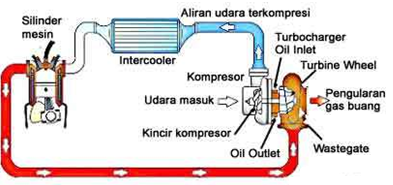 Silinder
mesin
Aliran udara terkompresi
Intercooler
Turbocharger
Oil Inlet
Turbine Wheel
Kompresor
Udara masuk
Pengularan
gas buang
Kincir kompresor
Oil Outlet
Wastegate